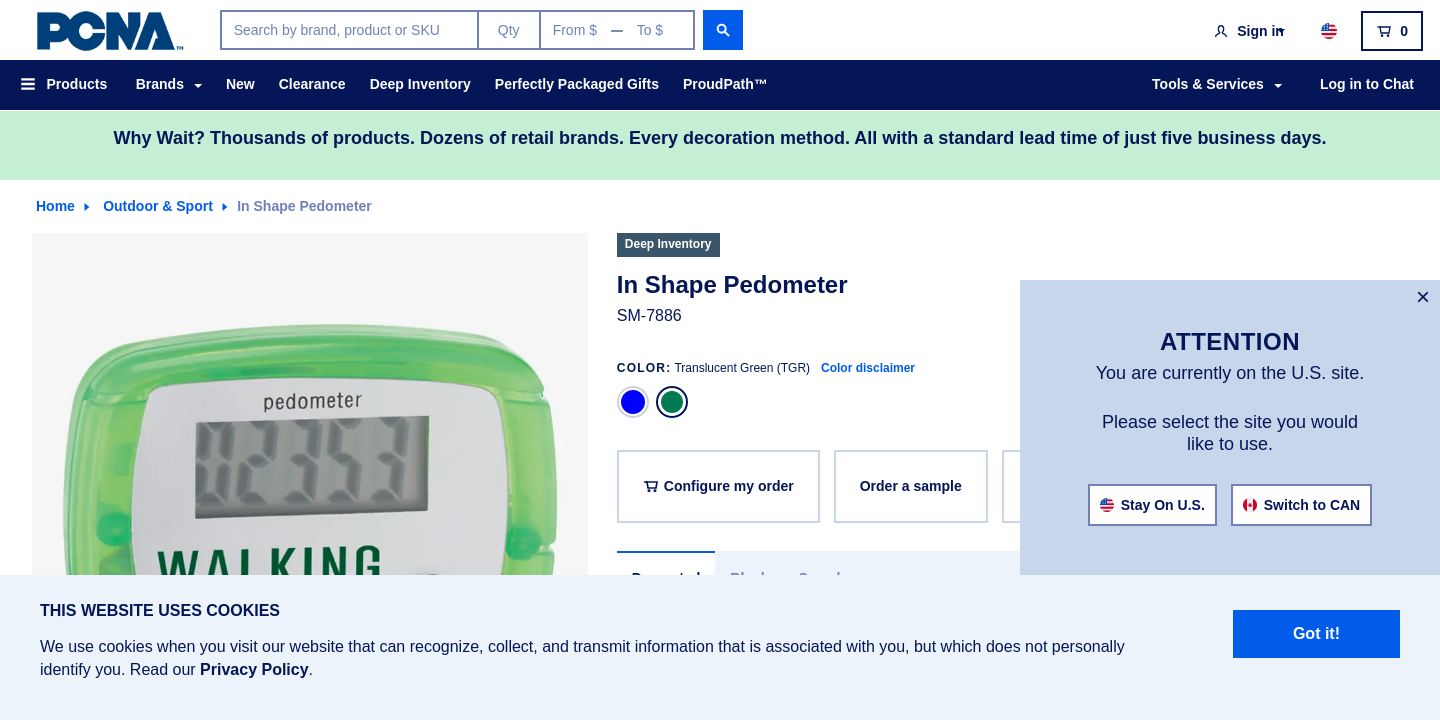 PCNA™
Search by brand, product or SKU
Qty
From $ — To $
Sign in
0
Products
Brands
New
Clearance
Deep Inventory
Perfectly Packaged Gifts
ProudPath™
Tools & Services
Log in to Chat
Why Wait? Thousands of products. Dozens of retail brands. Every decoration method. All with a standard lead time of just five business days.
Home
Outdoor & Sport
In Shape Pedometer
Deep Inventory
In Shape Pedometer
SM-7886
COLOR: Translucent Green (TGR) Color disclaimer
Configure my order
Order a sample
pedometer
02353
WALKING
×
ATTENTION
You are currently on the U.S. site.
Please select the site you would
like to use.
Stay On U.S.
Switch to CAN
THIS WEBSITE USES COOKIES
We use cookies when you visit our website that can recognize, collect, and transmit information that is associated with you, but which does not personally
identify you. Read our Privacy Policy.
Got it!